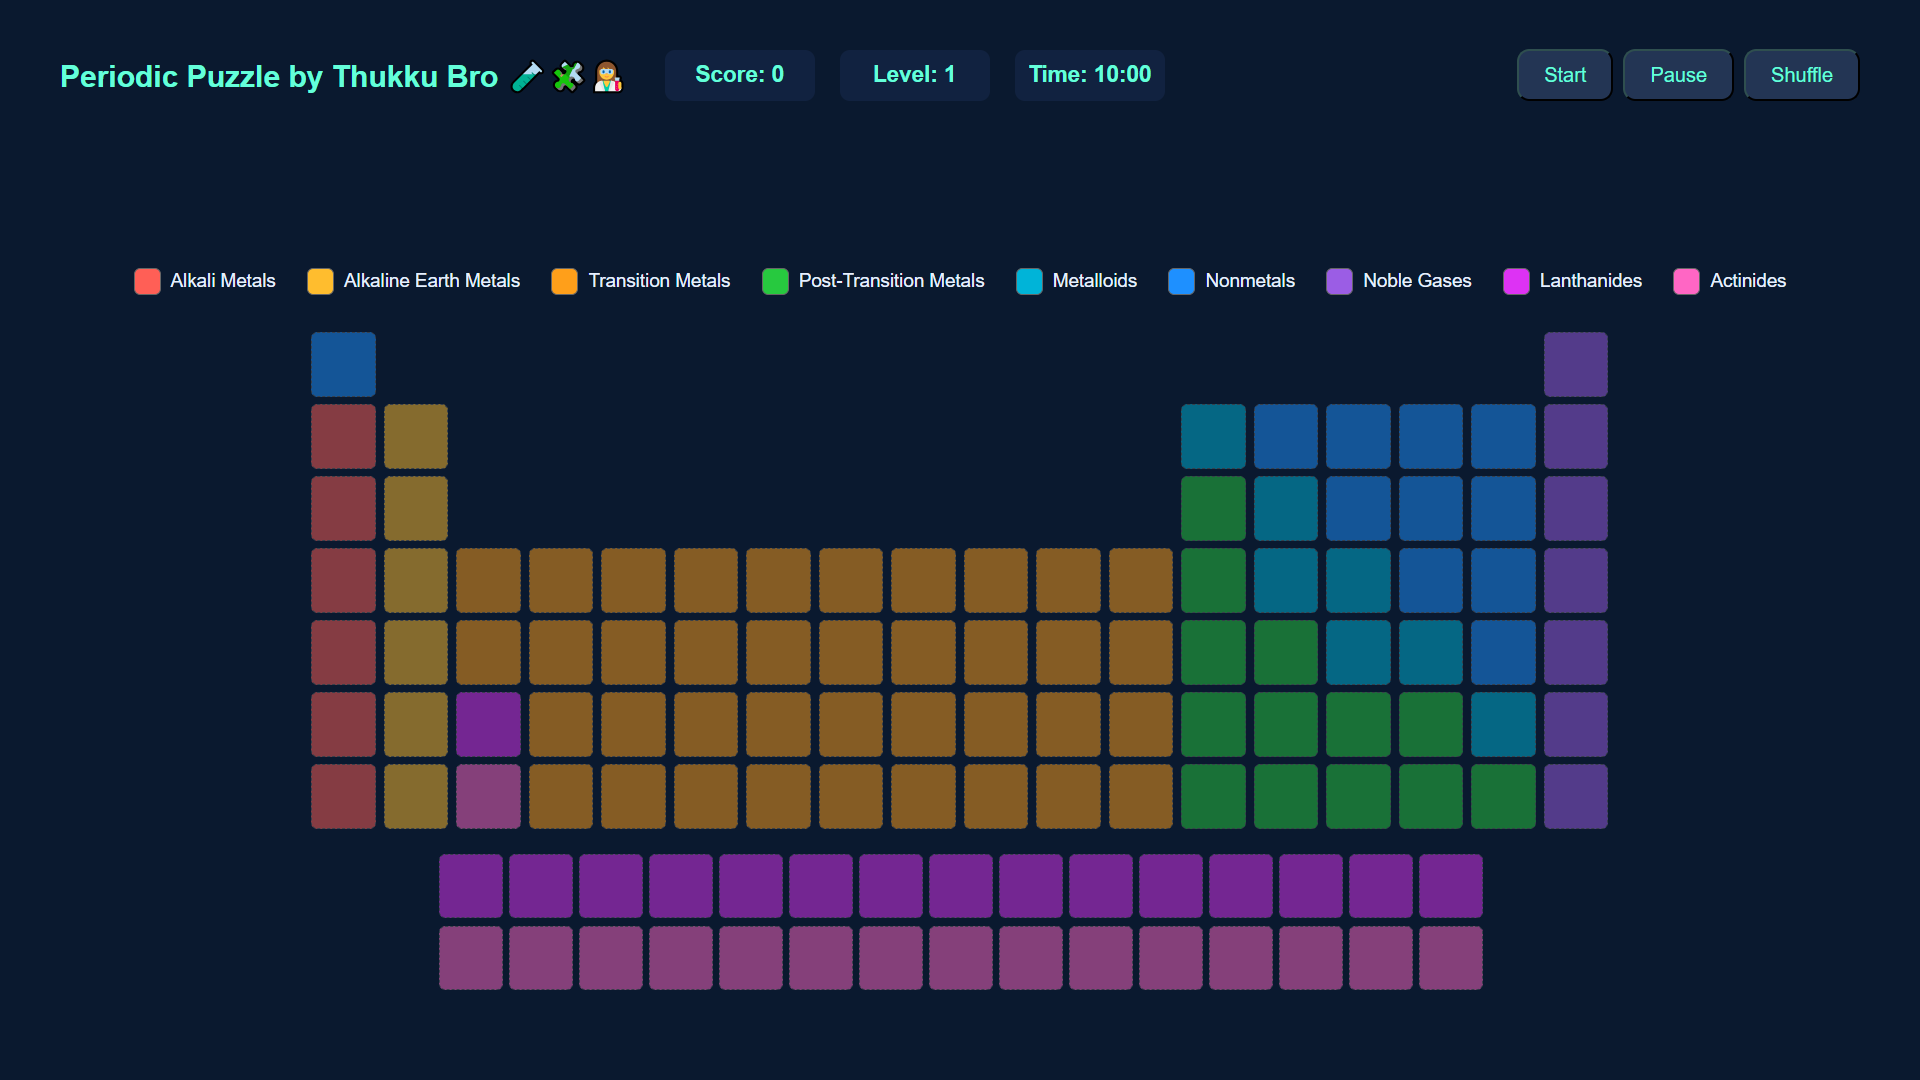 Periodic Puzzle by Thukku Bro 🧪 🧩 👩‍🔬
Score: 0
Level: 1
Time: 10:00
Start
Pause
Shuffle
Alkali Metals
Alkaline Earth Metals
Transition Metals
Post-Transition Metals
Metalloids
Nonmetals
Noble Gases
Lanthanides
Actinides